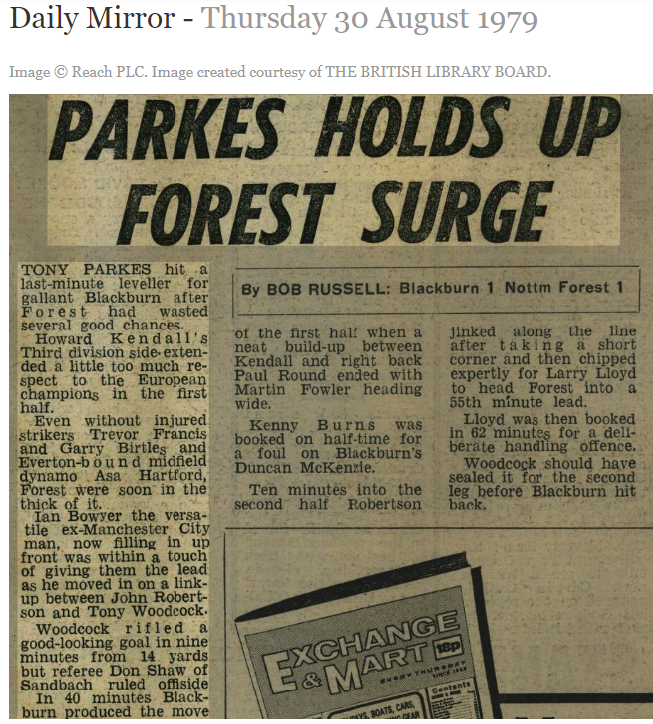 Daily Mirror - Thursday 30 August 1979
Image © Reach PLC. Image created courtesy of THE BRITISH LIBRARY BOARD.
PARKES HOLDS UP
FOREST SURGE
TONY PARKES hit a
last-minute leveller for
gallant Blackburn after
Forest had wasted
several good chances.
Howard Kendall's
Third division side exten-
ded a little too much re-
spect to the European
champions in the first
half.
Even without injured
strikers Trevor Francis
and Garry Birtles and
Everton-bound midfield
dynamo Asa Hartford,
Forest were soon in the
thick of it.
Ian Bowyer the versa-
tile ex-Manchester City
man, now filling in up
front was within a touch
of giving them the lead
as he moved in on a link-
up between John Robert-
son and Tony Woodcock.
Woodcock rifled a
good-looking goal in nine
minutes from 14 yards
but referee Don Shaw of
Sandbach ruled offside
In 40 minutes Black-
burn produced the move
By BOB RUSSELL: Blackburn 1 Nottm Forest 1
of the first half when a
neat build-up between
Kendall and right back
Paul Round ended with
Martin Fowler heading
wide.
Kenny Burns was
booked on half-time for
a foul on Blackburn's
Duncan McKenzie.
Ten minutes into the
second half Robertson
jinked along the line
after taking a short
corner and then chipped
expertly for Larry Lloyd
to head Forest into a
55th minute lead.
Lloyd was then booked
in 62 minutes for a deli-
berate handling offence.
Woodcock should have
sealed it for the second
leg before Blackburn hit
back.
EXCHANGE
& MART
18p
EVERY THURSDAY
Contents
BOATS, CARS,
GEAR